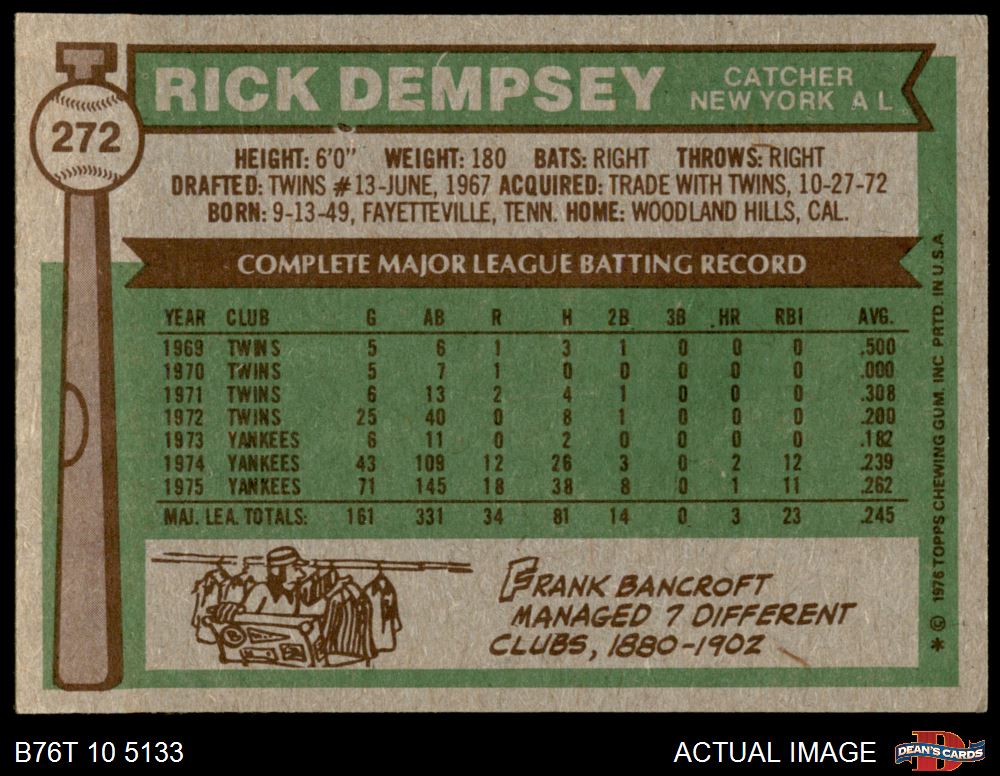 272
RICK DEMPSEY
CATCHER
NEW YORK A L
HEIGHT: 6'0" WEIGHT: 180 BATS: RIGHT THROWS: RIGHT
DRAFTED: TWINS #13-JUNE, 1967 ACQUIRED: TRADE WITH TWINS, 10-27-72
BORN: 9-13-49, FAYETTEVILLE, TENN. HOME: WOODLAND HILLS, CAL.
COMPLETE MAJOR LEAGUE BATTING RECORD
YEAR CLUB G AB R H 2B 3B HR RBI AVG.
1969 TWINS 5 6 1 3 1 0 0 0 .500
1970 TWINS 5 7 1 0 0 0 0 0 .000
1971 TWINS 6 13 2 4 1 0 0 0 .308
1972 TWINS 25 40 0 8 1 0 0 0 .200
1973 YANKEES 6 11 0 2 0 0 0 0 .182
1974 YANKEES 43 109 12 26 3 0 2 12 .239
1975 YANKEES 71 145 18 38 8 0 1 11 .262
MAJ. LEA. TOTALS: 161 331 34 81 14 0 3 23 .245
FRANK BANCROFT
MANAGED 7 DIFFERENT
CLUBS, 1880-1902
* © 1976 TOPPS CHEWING GUM, INC PRTD. IN U.S.A.
B76T 10 5133
ACTUAL IMAGE
DEAN'S CARDS